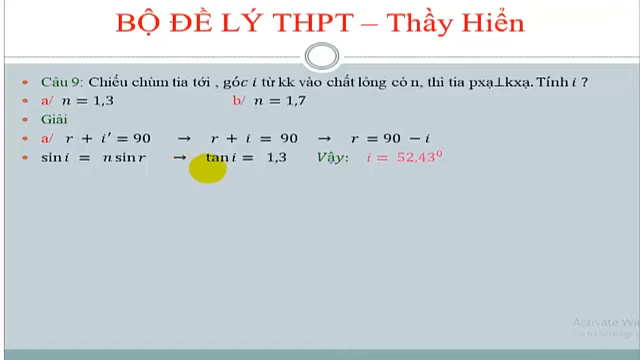 BỘ ĐỀ LÝ THPT – Thầy Hiển
Câu 9: Chiếu chùm tia tới , góc i từ kk vào chất lỏng có n, thì tia pxạ⊥kxạ. Tính i ?
a/ n = 1,3 b/ n = 1,7
Giải
a/ r + i′ = 90 → r + i = 90 → r = 90 − i
sin i = n sin r → tan i = 1,3 Vậy: i = 52,43⁰
Activate Wi